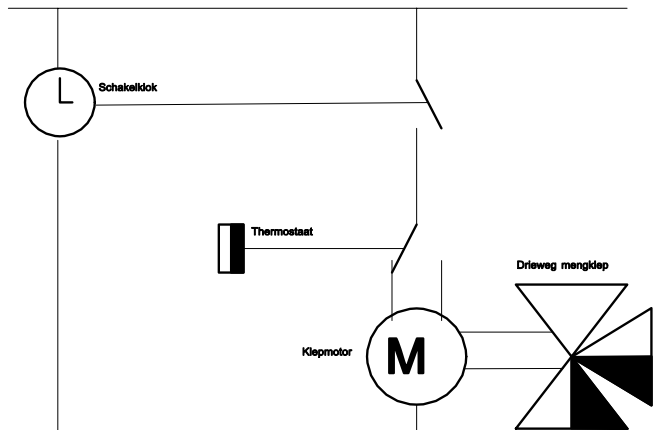 Schakelklok
Thermostaat
Drieweg mengklep
Klepmotor
M